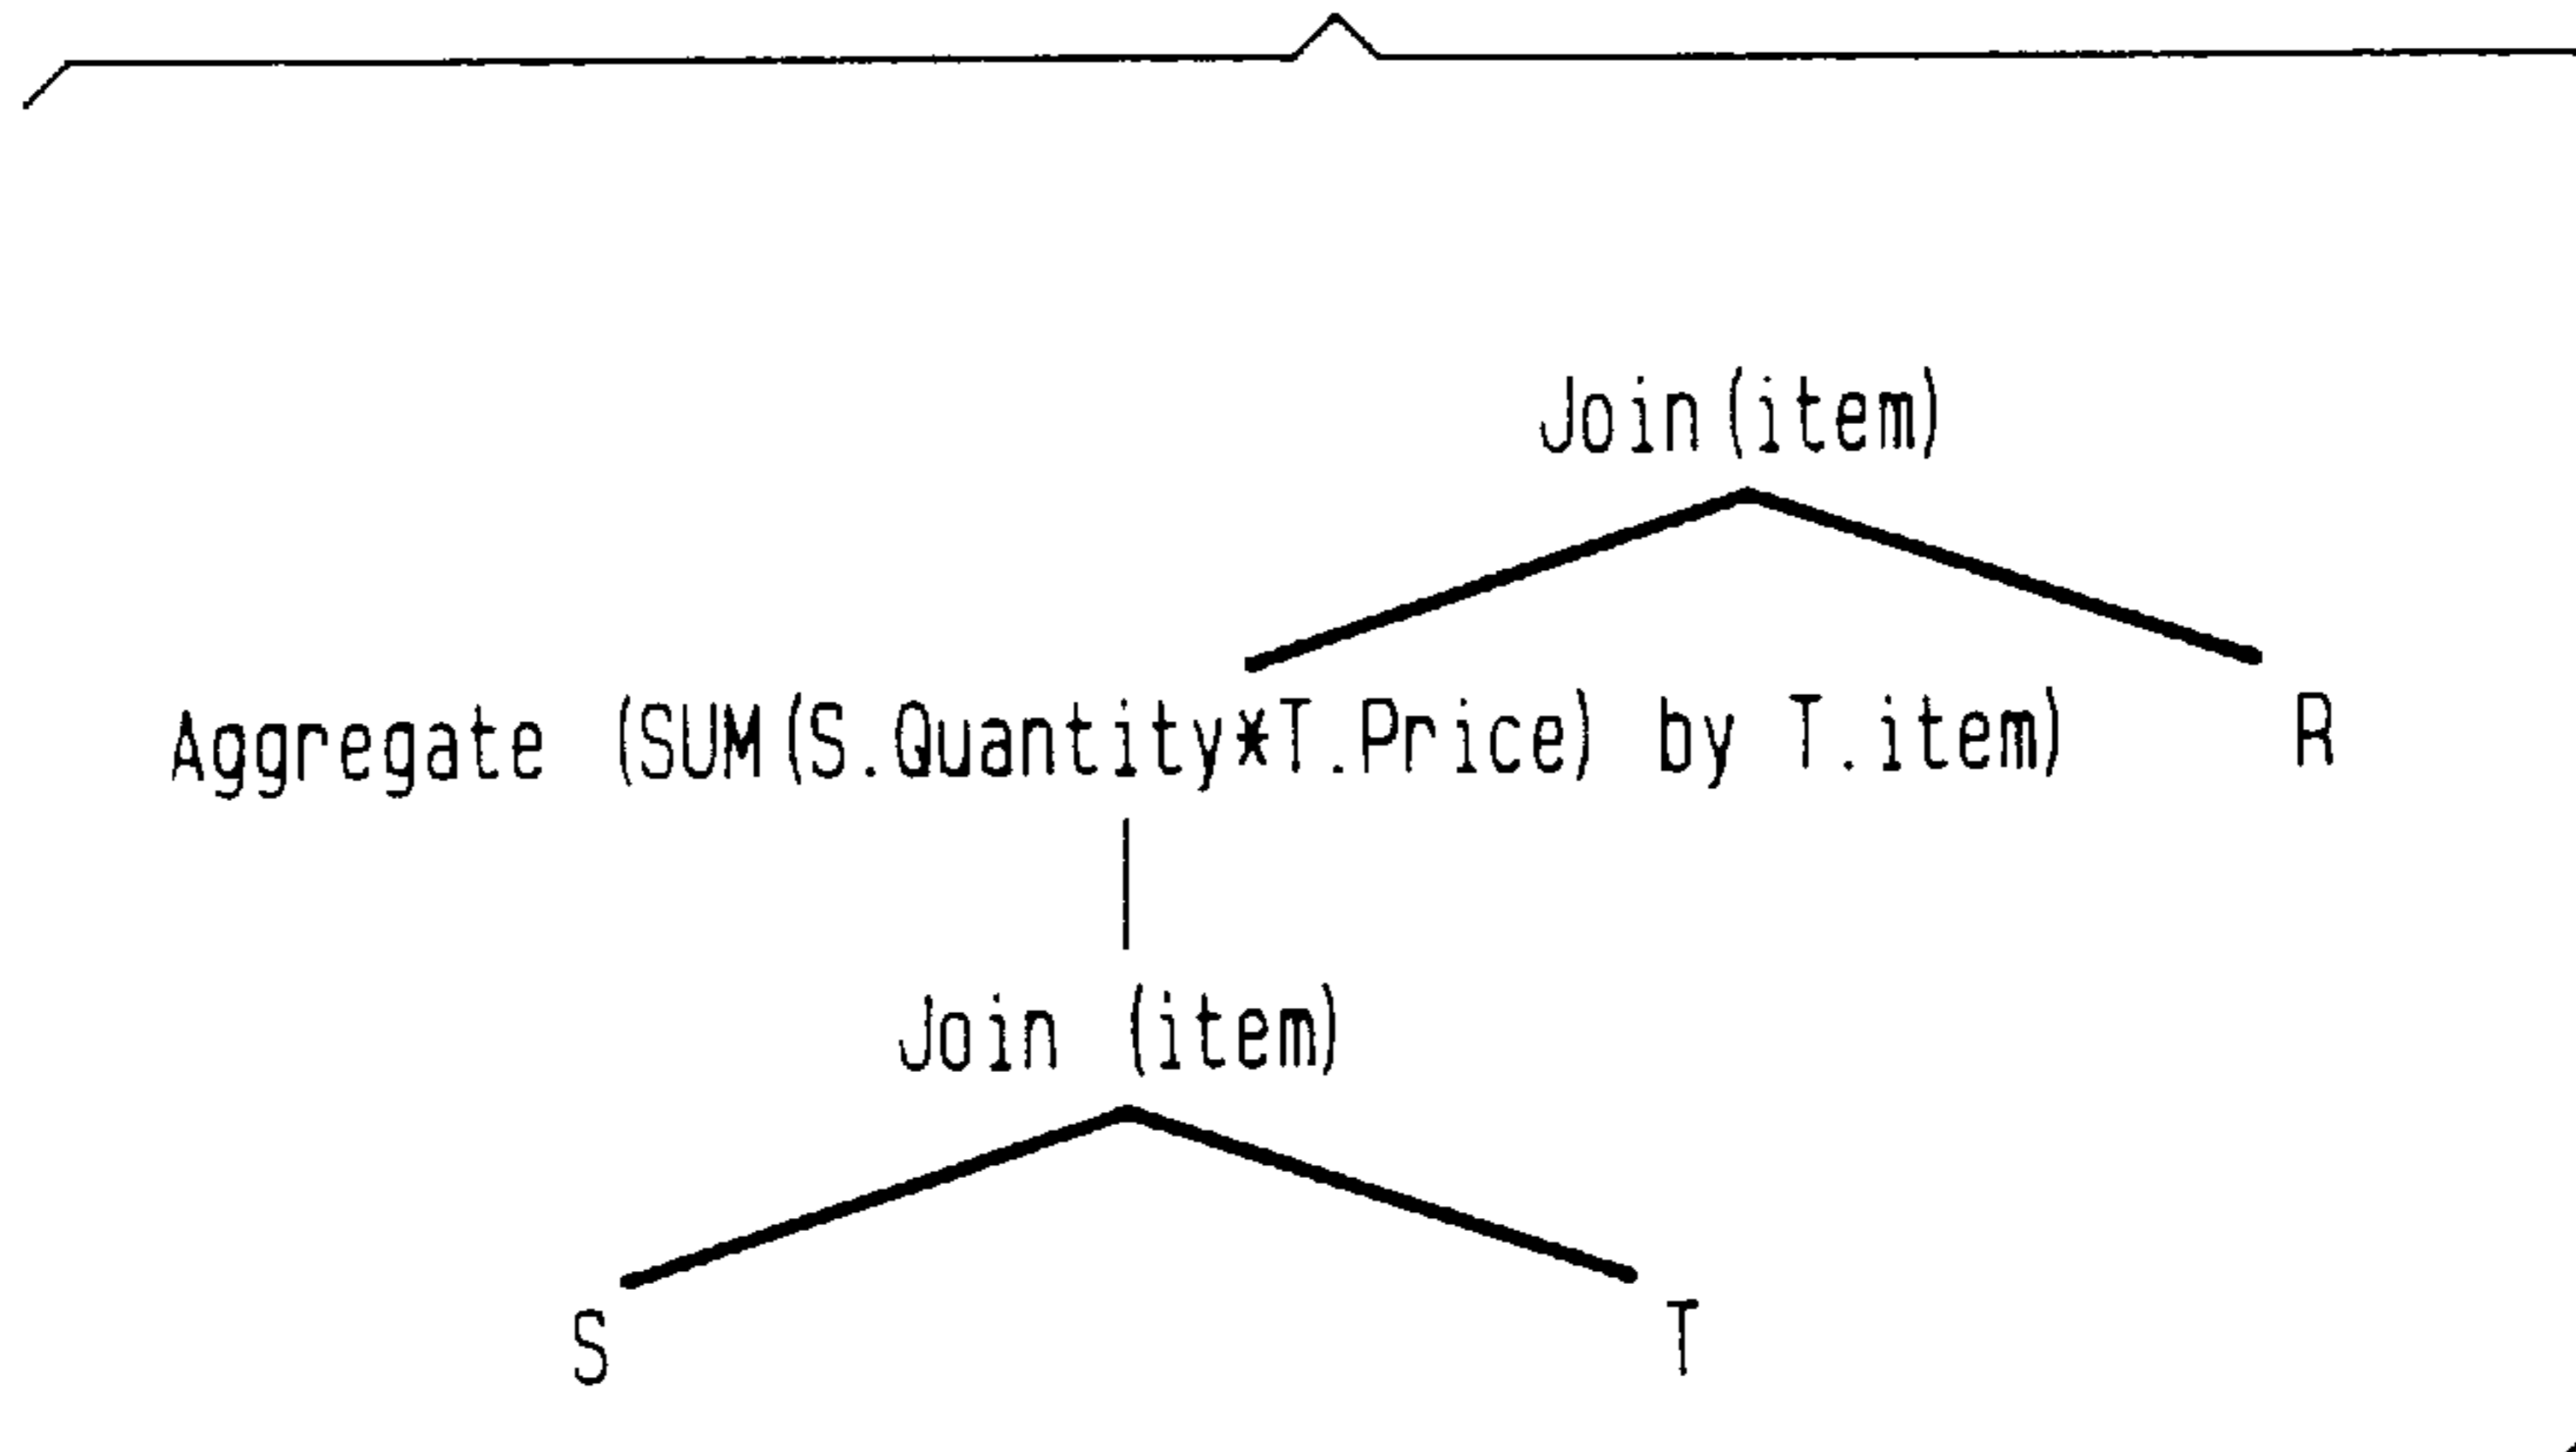 Join(item)
Aggregate (SUM(S.Quantity*T.Price) by T.item) R
Join (item)
S T